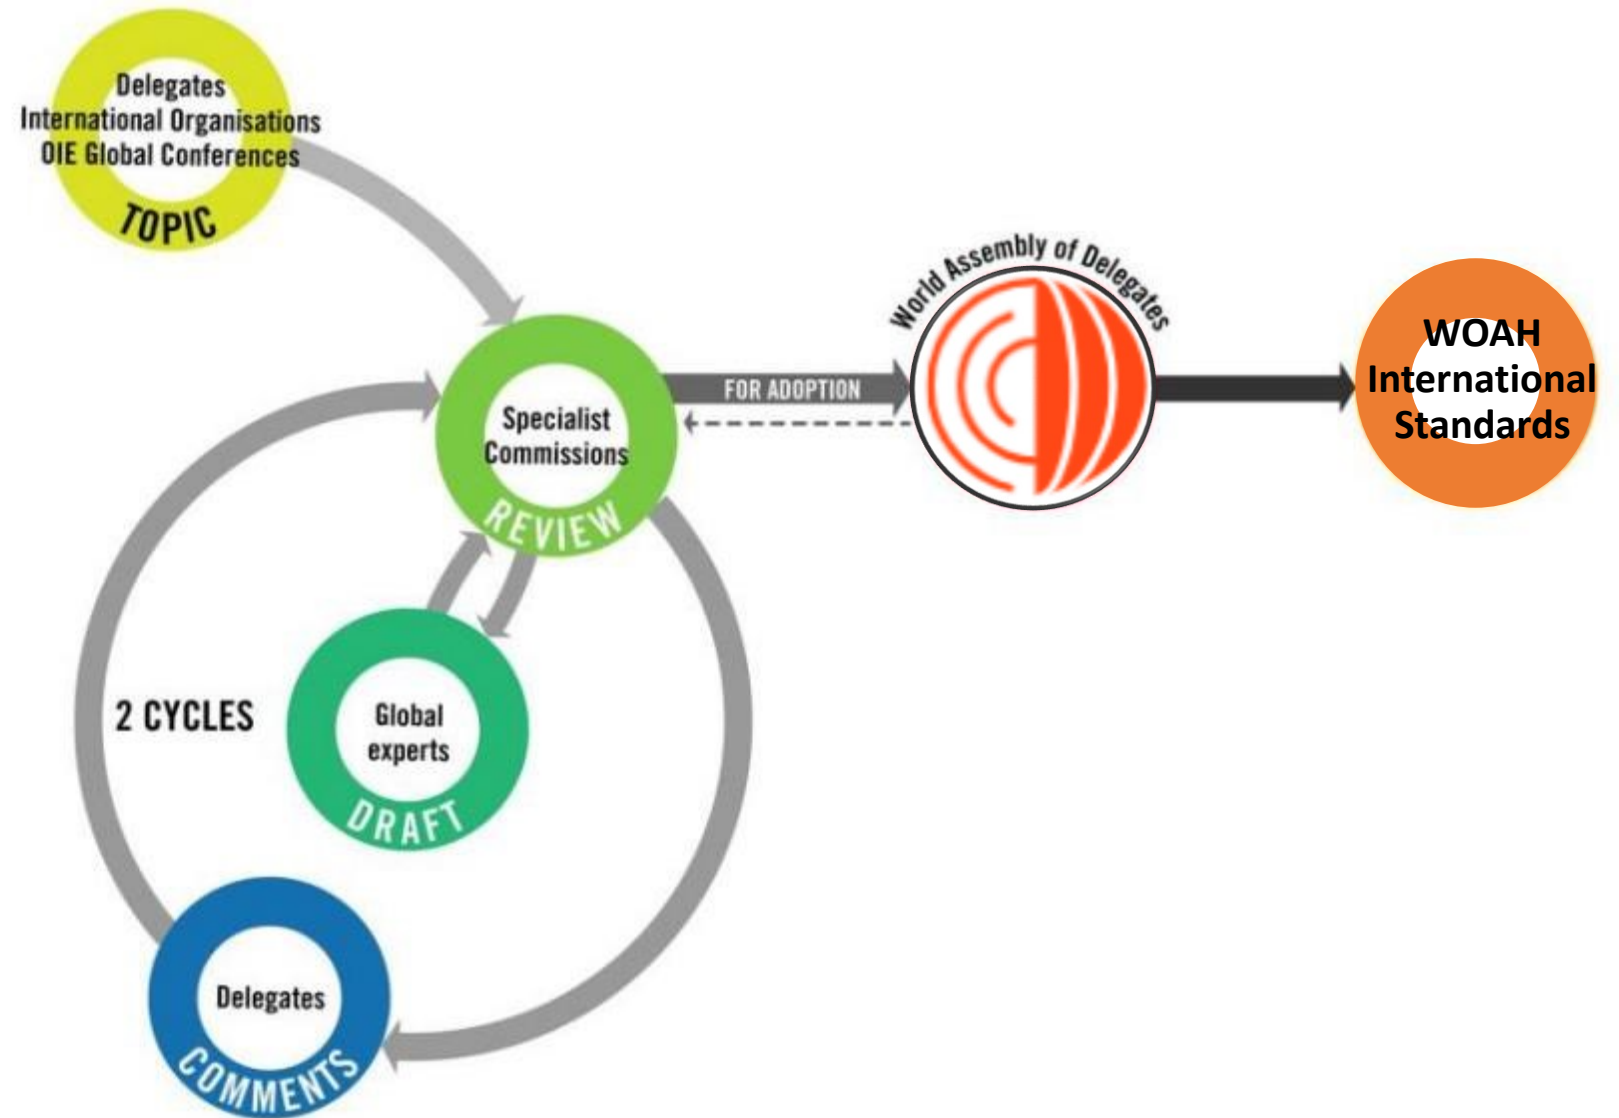 Delegates
International Organisations
OIE Global Conferences
TOPIC
World Assembly of Delegates
Specialist
Commissions
REVIEW
FOR ADOPTION
WOAH
International
Standards
2 CYCLES
Global
experts
DRAFT
Delegates
COMMENTS